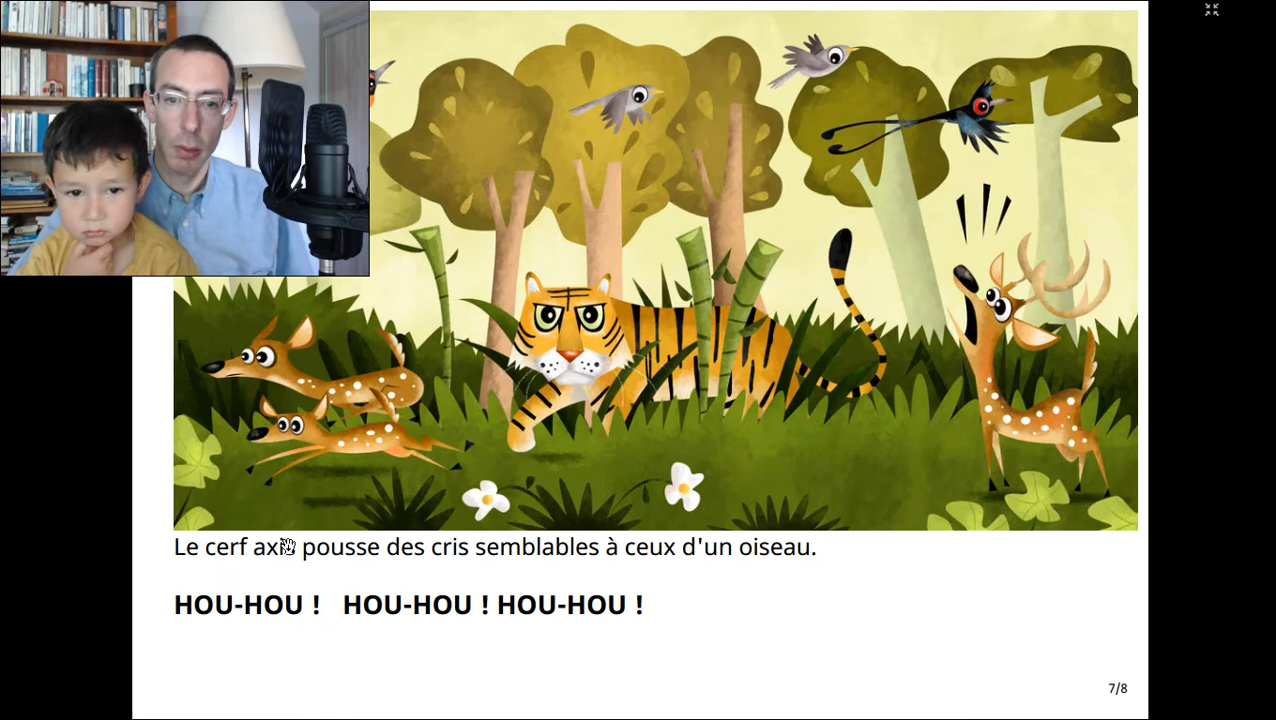 Le cerf axis pousse des cris semblables à ceux d'un oiseau.
HOU-HOU ! HOU-HOU ! HOU-HOU !
7/8